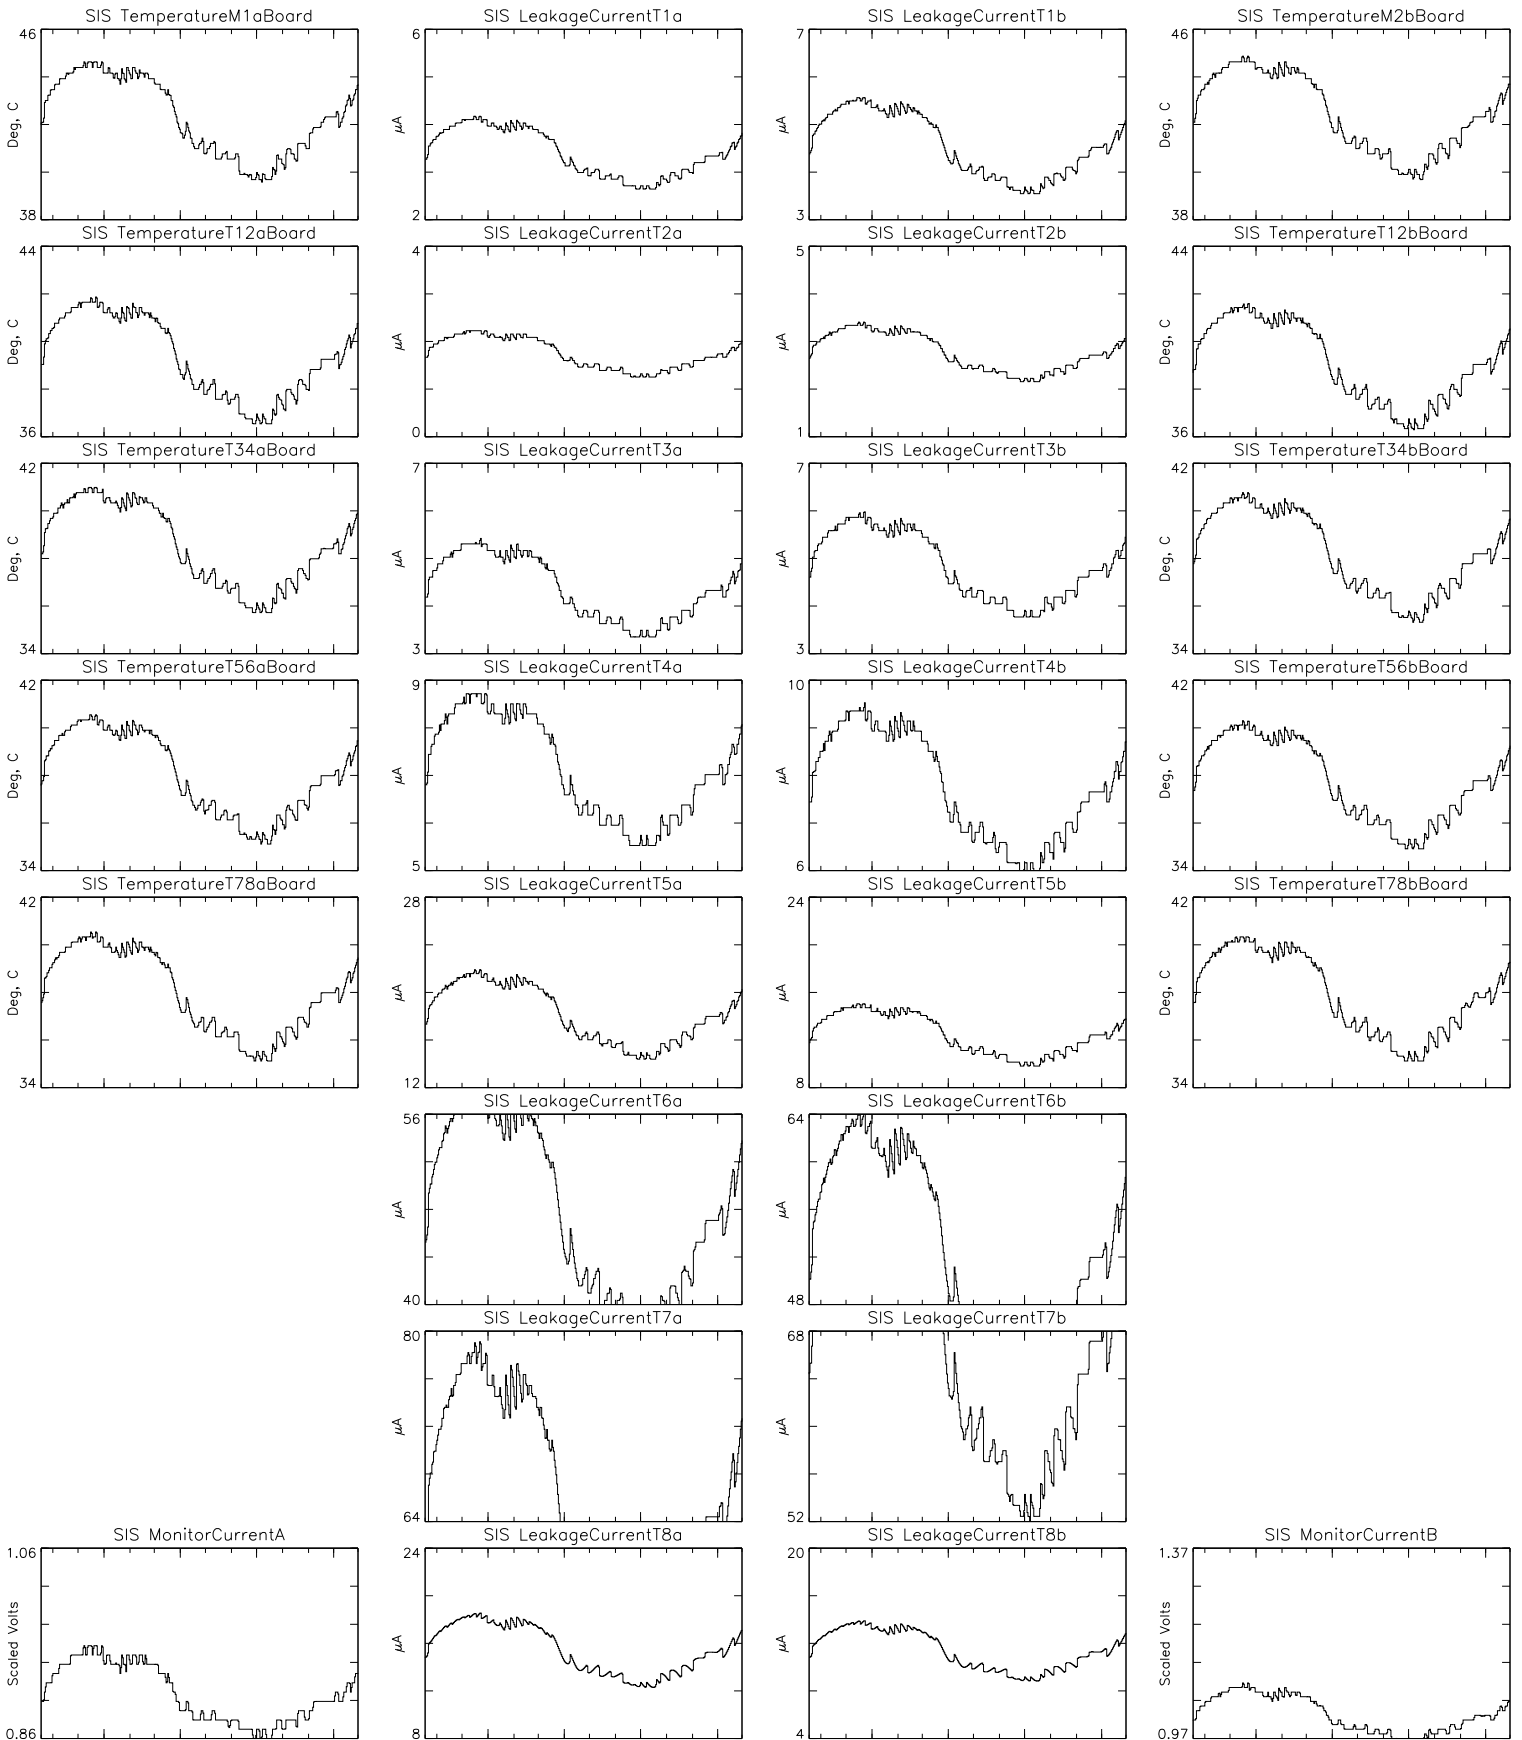 SIS TemperatureM1aBoard SIS LeakageCurrentT1a SIS LeakageCurrentT1b SIS TemperatureM2bBoard
46 6 7 46
Deg, C μA μA Deg, C
38 2 3 38
SIS TemperatureT12aBoard SIS LeakageCurrentT2a SIS LeakageCurrentT2b SIS TemperatureT12bBoard
44 4 5 44
Deg, C μA μA Deg, C
36 0 1 36
SIS TemperatureT34aBoard SIS LeakageCurrentT3a SIS LeakageCurrentT3b SIS TemperatureT34bBoard
42 7 7 42
Deg, C μA μA Deg, C
34 3 3 34
SIS TemperatureT56aBoard SIS LeakageCurrentT4a SIS LeakageCurrentT4b SIS TemperatureT56bBoard
42 9 10 42
Deg, C μA μA Deg, C
34 5 6 34
SIS TemperatureT78aBoard SIS LeakageCurrentT5a SIS LeakageCurrentT5b SIS TemperatureT78bBoard
42 28 24 42
Deg, C μA μA Deg, C
34 12 8 34
SIS LeakageCurrentT6a SIS LeakageCurrentT6b
56 64
μA μA
40 48
SIS LeakageCurrentT7a SIS LeakageCurrentT7b
80 68
μA μA
64 52
SIS MonitorCurrentA SIS LeakageCurrentT8a SIS LeakageCurrentT8b SIS MonitorCurrentB
1.06 24 20 1.37
Scaled Volts μA μA Scaled Volts
0.86 8 4 0.97